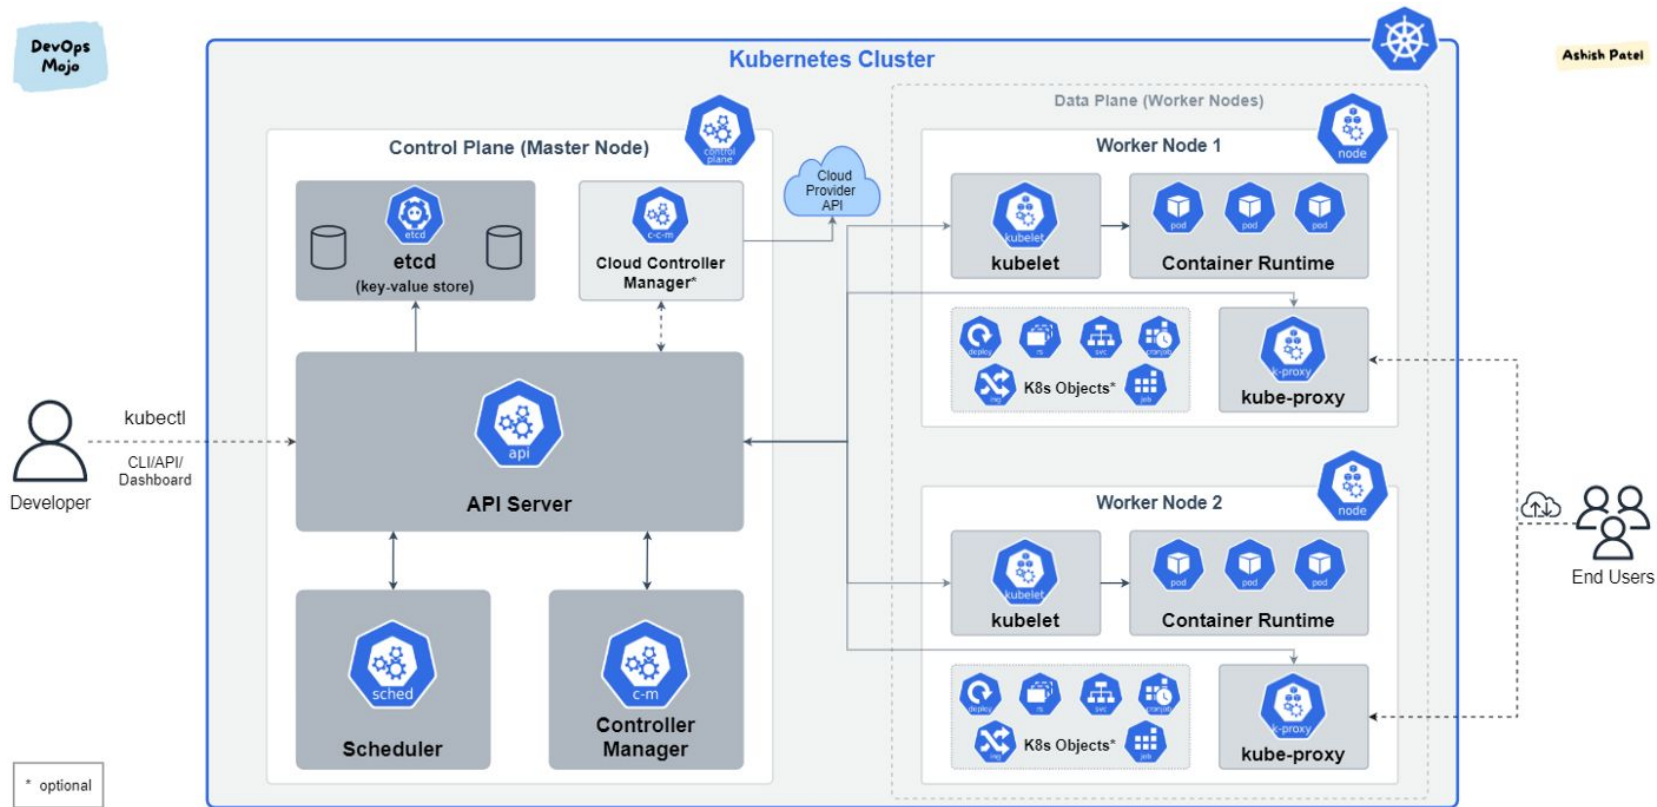 DevOps
Mojo
Kubernetes Cluster
Ashish Patel
Data Plane (Worker Nodes)
Control Plane (Master Node)
control
plane
etcd
etcd
(key-value store)
c-c-m
Cloud Controller
Manager*
Cloud
Provider
API
kubectl
CLI/API/
Dashboard
Developer
api
API Server
sched
Scheduler
c-m
Controller
Manager
* optional
Worker Node 1
node
kubelet
kubelet
pod
pod
pod
Container Runtime
deploy
rs
svc
cronjob
ing
K8s Objects*
job
k-proxy
kube-proxy
Worker Node 2
node
kubelet
kubelet
pod
pod
pod
Container Runtime
deploy
rs
svc
cronjob
ing
K8s Objects*
job
k-proxy
kube-proxy
End Users